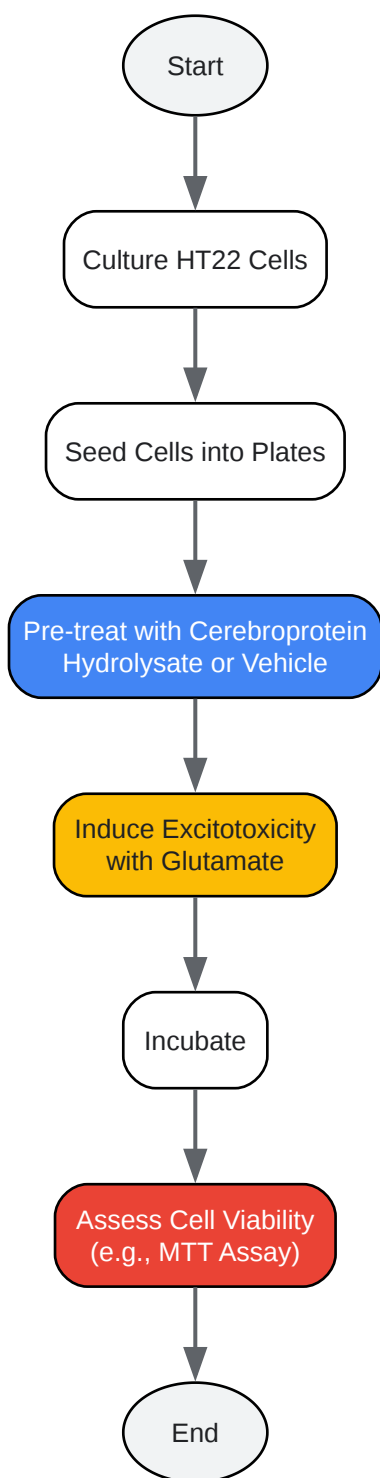 Start
Culture HT22 Cells
Seed Cells into Plates
Pre-treat with Cerebroprotein
Hydrolysate or Vehicle
Induce Excitotoxicity
with Glutamate
Incubate
Assess Cell Viability
(e.g., MTT Assay)
End